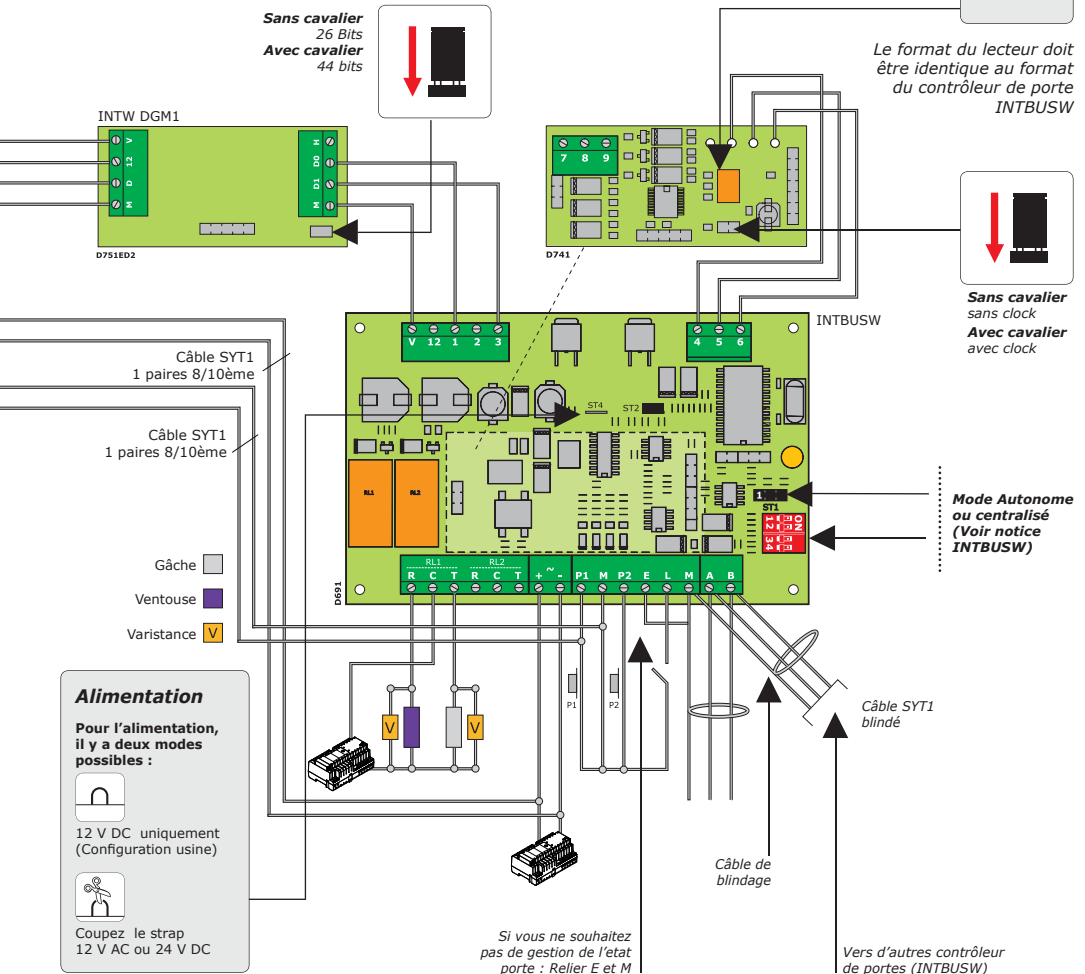 Sans cavalier
26 Bits
Avec cavalier
44 bits
Le format du lecteur doit
être identique au format
du contrôleur de porte
INTBUSW
INTW DGM1
V
12
D
M
H
D0
D1
M
D751ED2
7 8 9
D741
Sans cavalier
sans clock
Avec cavalier
avec clock
INTBUSW
V 12 1 2 3
4 5 6
Câble SYT1
1 paires 8/10ème
Câble SYT1
1 paires 8/10ème
ST4
ST2
RL1
RL2
1
ST1
ON
1 2 3 4
Mode Autonome
ou centralisé
(Voir notice
INTBUSW)
RL1
RL2
R C T R C T + ~ - P1 M P2 E L M A B
D691
Gâche
Ventouse
Varistance V
P1
P2
V
V
Alimentation
Pour l'alimentation,
il y a deux modes
possibles :
12 V DC uniquement
(Configuration usine)
Coupez le strap
12 V AC ou 24 V DC
Câble SYT1
blindé
Câble de
blindage
Si vous ne souhaitez
pas de gestion de l'etat
porte : Relier E et M
Vers d'autres contrôleur
de portes (INTBUSW)